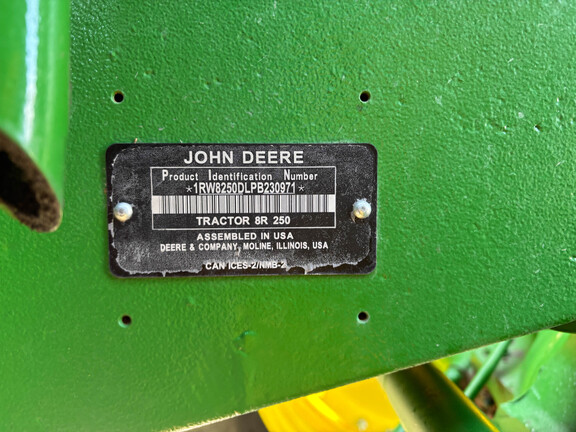 JOHN DEERE
Product Identification Number
*1RW8250DLPB230971*
TRACTOR 8R 250
ASSEMBLED IN USA
DEERE & COMPANY, MOLINE, ILLINOIS, USA
CAN ICES-2/NMB-2